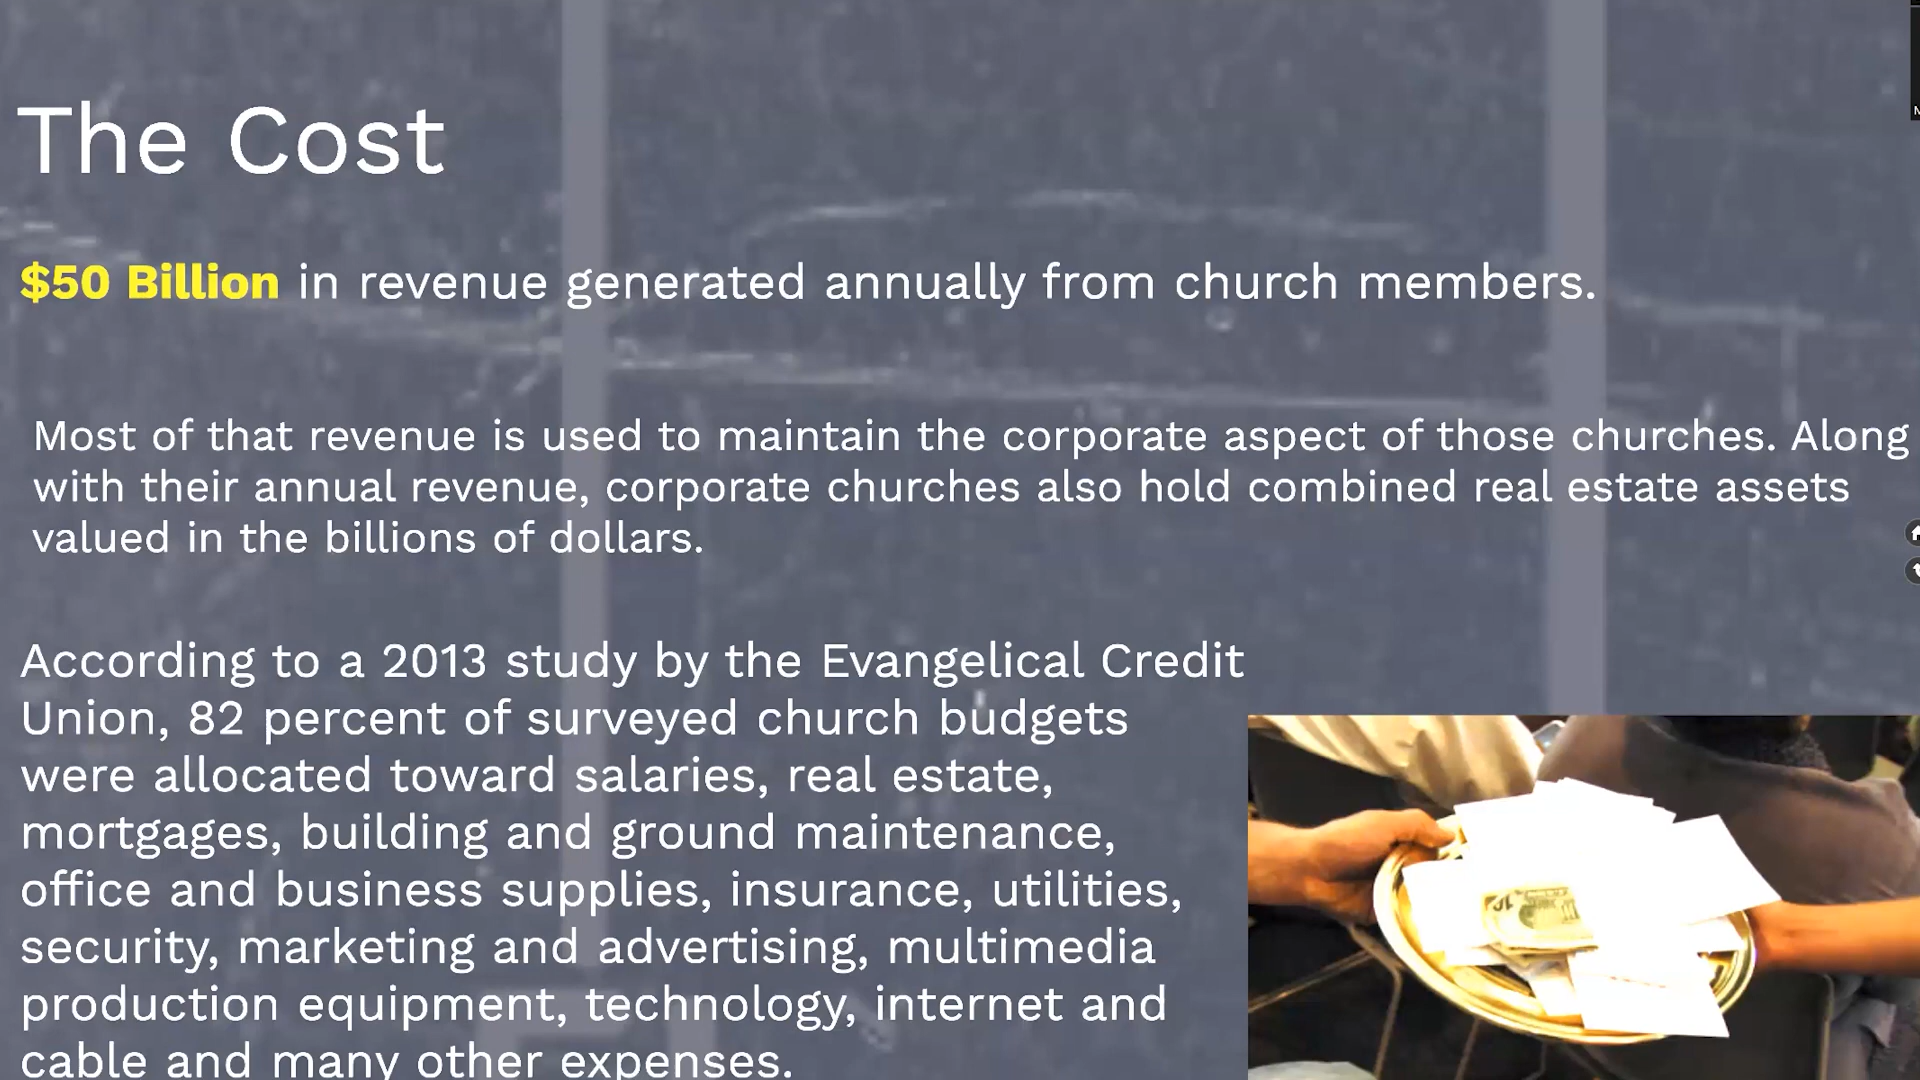 The Cost
$50 Billion in revenue generated annually from church members.
Most of that revenue is used to maintain the corporate aspect of those churches. Along
with their annual revenue, corporate churches also hold combined real estate assets
valued in the billions of dollars.
According to a 2013 study by the Evangelical Credit
Union, 82 percent of surveyed church budgets
were allocated toward salaries, real estate,
mortgages, building and ground maintenance,
office and business supplies, insurance, utilities,
security, marketing and advertising, multimedia
production equipment, technology, internet and
cable and many other expenses.